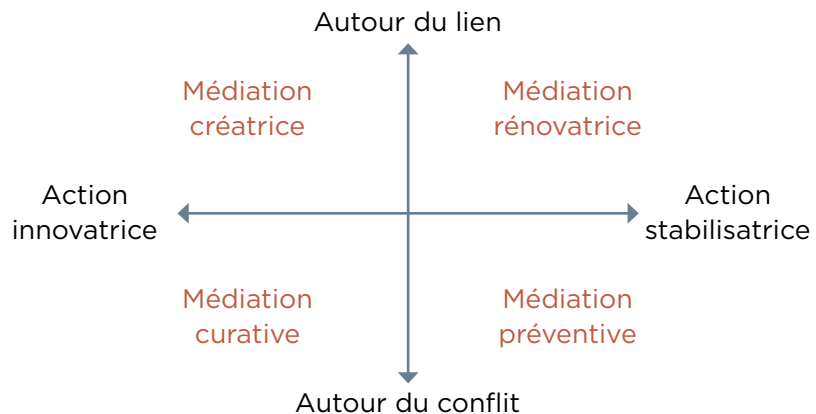 Autour du lien
Médiation
créatrice
Médiation
rénovatrice
Action
innovatrice
Action
stabilisatrice
Médiation
curative
Médiation
préventive
Autour du conflit